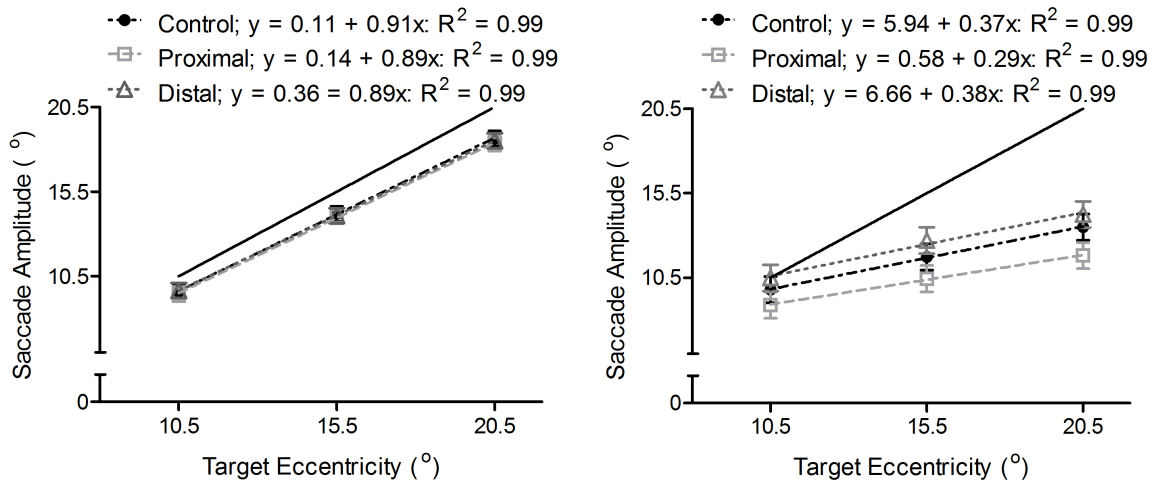 Control; y = 0.11 + 0.91x: R² = 0.99
Proximal; y = 0.14 + 0.89x: R² = 0.99
Distal; y = 0.36 = 0.89x: R² = 0.99
20.5
15.5
10.5
0
Saccade Amplitude ( °)
10.5 15.5 20.5
Target Eccentricity (°)
Control; y = 5.94 + 0.37x: R² = 0.99
Proximal; y = 0.58 + 0.29x: R² = 0.99
Distal; y = 6.66 + 0.38x: R² = 0.99
20.5
15.5
10.5
0
Saccade Amplitude ( °)
10.5 15.5 20.5
Target Eccentricity (°)